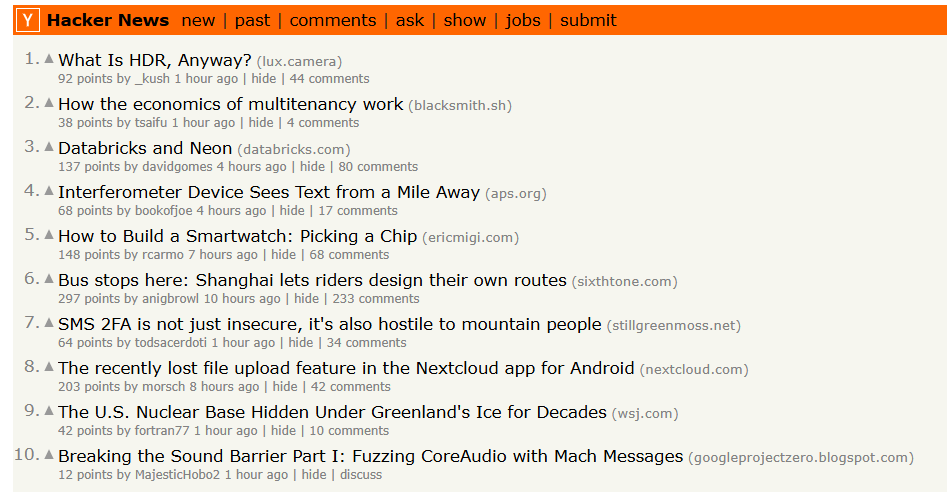 Y Hacker News new | past | comments | ask | show | jobs | submit
1. What Is HDR, Anyway? (lux.camera)
92 points by _kush 1 hour ago | hide | 44 comments
2. How the economics of multitenancy work (blacksmith.sh)
38 points by tsaifu 1 hour ago | hide | 4 comments
3. Databricks and Neon (databricks.com)
137 points by davidgomes 4 hours ago | hide | 80 comments
4. Interferometer Device Sees Text from a Mile Away (aps.org)
68 points by bookofjoe 4 hours ago | hide | 17 comments
5. How to Build a Smartwatch: Picking a Chip (ericmigi.com)
148 points by rcarmo 7 hours ago | hide | 68 comments
6. Bus stops here: Shanghai lets riders design their own routes (sixthtone.com)
297 points by anigbrowl 10 hours ago | hide | 233 comments
7. SMS 2FA is not just insecure, it's also hostile to mountain people (stillgreenmoss.net)
64 points by todsacerdoti 1 hour ago | hide | 34 comments
8. The recently lost file upload feature in the Nextcloud app for Android (nextcloud.com)
203 points by morsch 8 hours ago | hide | 42 comments
9. The U.S. Nuclear Base Hidden Under Greenland's Ice for Decades (wsj.com)
42 points by fortran77 1 hour ago | hide | 10 comments
10. Breaking the Sound Barrier Part I: Fuzzing CoreAudio with Mach Messages (googleprojectzero.blogspot.com)
12 points by MajesticHobo2 1 hour ago | hide | discuss